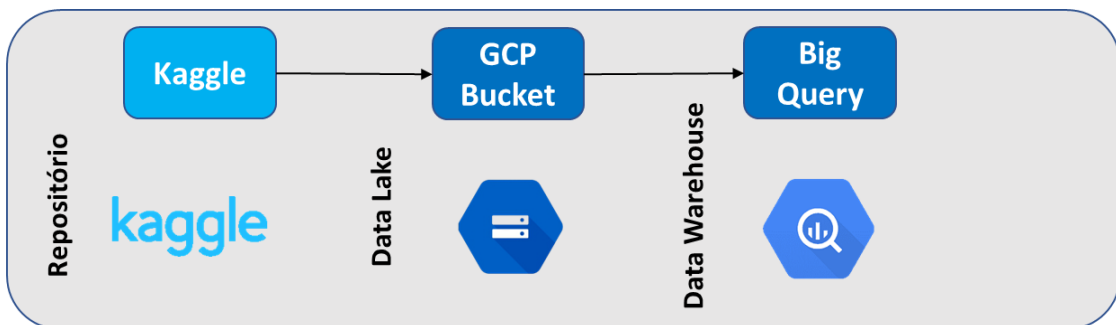 Kaggle
GCP
Bucket
Big
Query
Repositório
kaggle
Data Lake
Data Warehouse